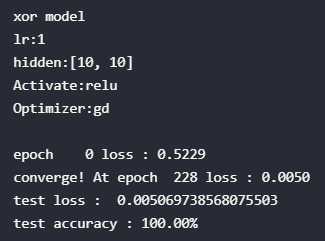 xor model
lr:1
hidden:[10, 10]
Activate:relu
Optimizer:gd

epoch    0 loss : 0.5229
converge! At epoch  228 loss : 0.0050
test loss :  0.005069738568075503
test accuracy : 100.00%